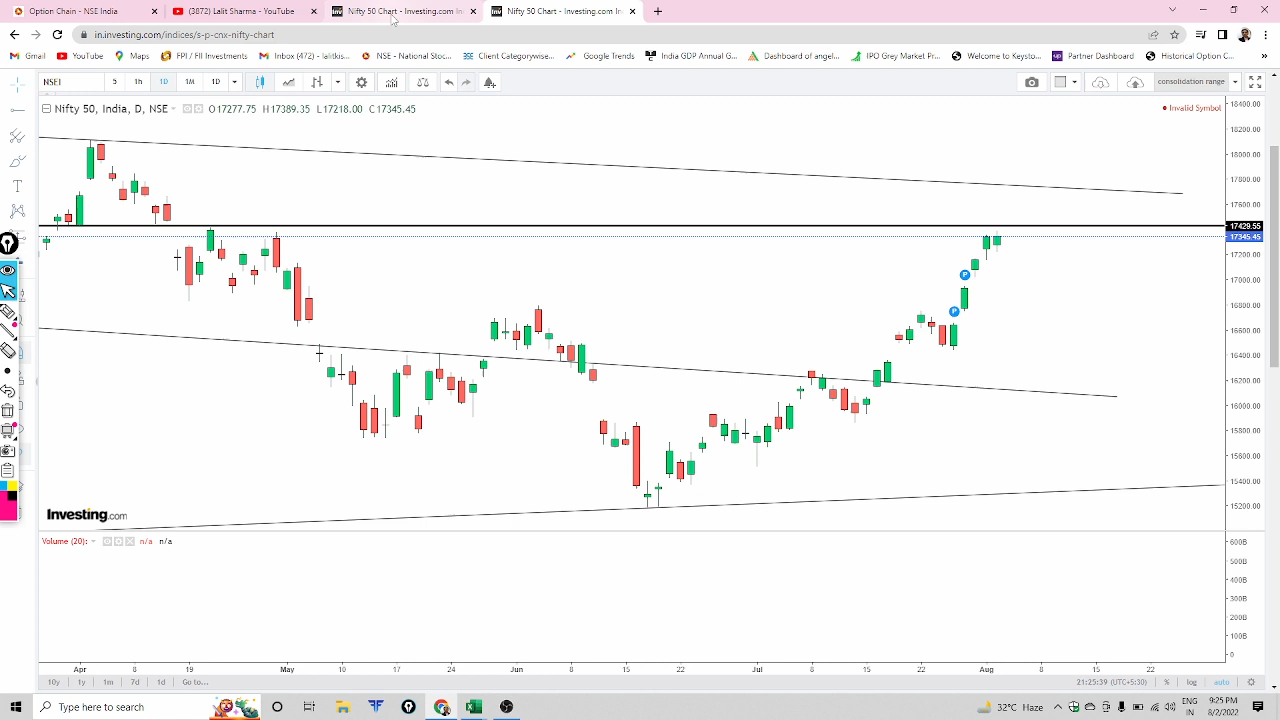 Option Chain - NSE India
(3872) Lalit Sharma - YouTube
Nifty 50 Chart - Investing.com In
Nifty 50 Chart - Investing.com In
in.investing.com/indices/s-p-cnx-nifty-chart
Gmail
YouTube
Maps
FPI Investments
Inbox (472) - lalitkis...
NSE - National Stoc...
Client Categorywise...
Google Trends
India GDP Annual G...
Dashboard of angel...
IPO Grey Market Pr...
Welcome to Keysto...
Partner Dashboard
Historical Option C...
NSEI
5
1h
1D
1M
1D
consolidation range
Nifty 50, India, D, NSE
O17277.75 H17389.35 L17218.00 C17345.45
Invalid Symbol
18400.00
18200.00
18000.00
17800.00
17600.00
17429.55
17345.45
17200.00
17000.00
16800.00
16600.00
16400.00
16200.00
16000.00
15800.00
15600.00
15400.00
15200.00
P
P
Investing.com
Volume (20):
n/a n/a
600B
500B
400B
300B
200B
100B
0
Apr 8 19 May 10 17 24 Jun 8 15 22 Jul 8 15 22 Aug 8 15 22
10y 1y 1m 7d 1d Go to...
21:25:39 (UTC+5:30) % log auto
Type here to search
32°C Haze
ENG
IN
9:25 PM
8/2/2022